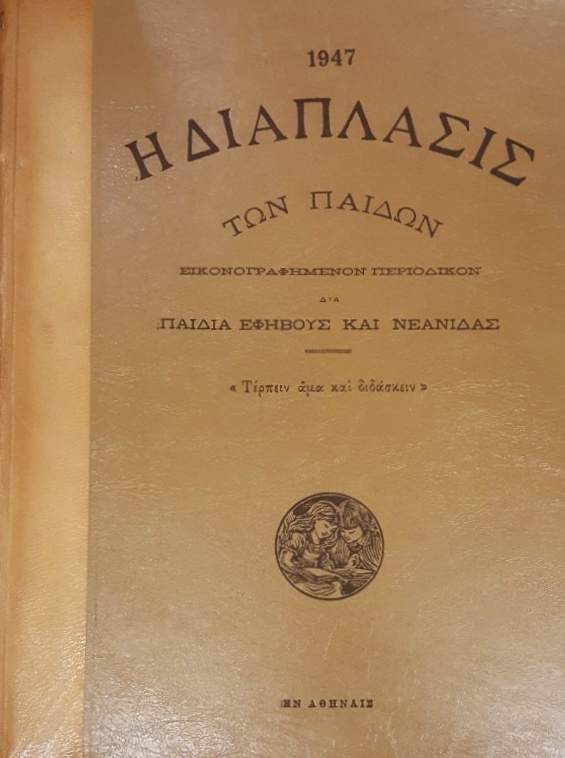 1947
Η ΔΙΑΠΛΑΣΙΣ
ΤΩΝ ΠΑΙΔΩΝ
ΕΙΚΟΝΟΓΡΑΦΗΜΕΝΟΝ ΠΕΡΙΟΔΙΚΟΝ
ΔΙΑ
ΠΑΙΔΙΑ ΕΦΗΒΟΥΣ ΚΑΙ ΝΕΑΝΙΔΑΣ
« Τέρπειν ἅμα καὶ διδάσκειν »
ΕΝ ΑΘΗΝΑΙΣ